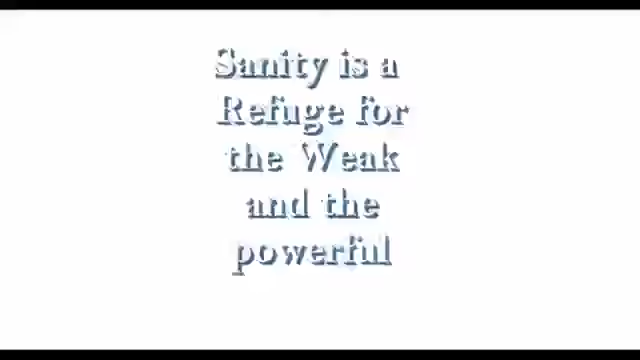 Sanity is a
Refuge for
the Weak
and the
powerful